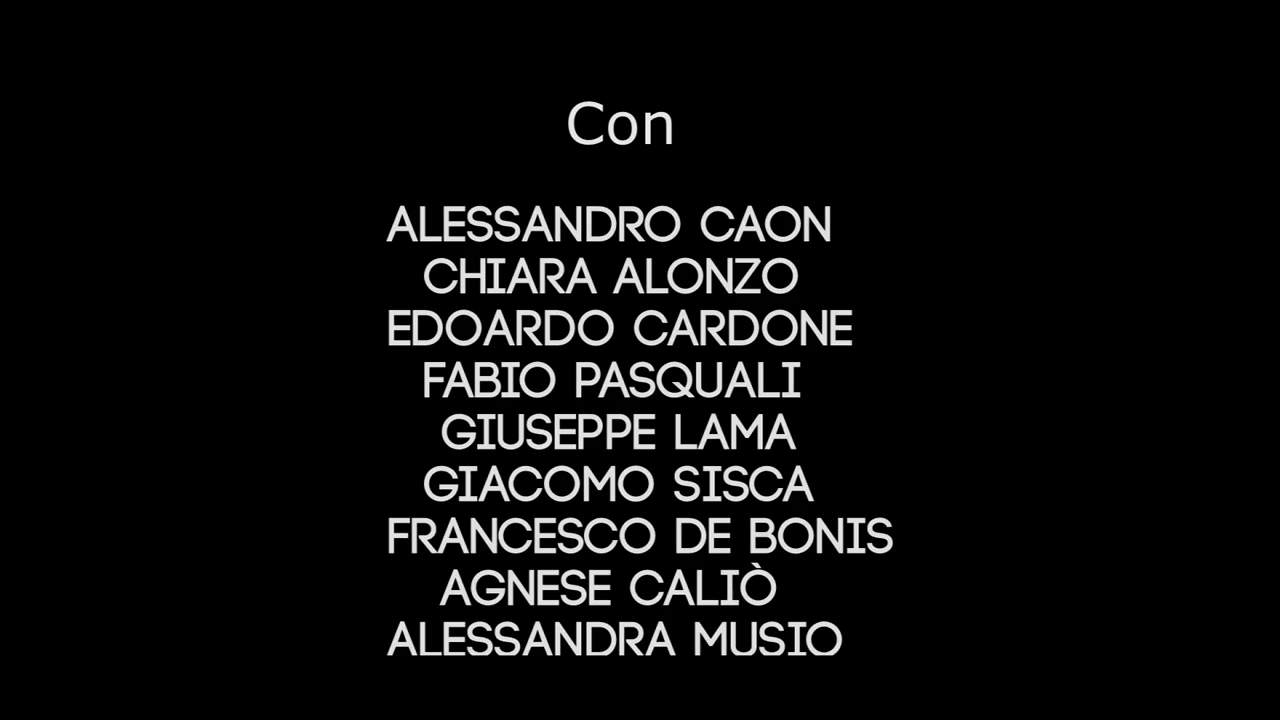 Con
ALESSANDRO CAON
CHIARA ALONZO
EDOARDO CARDONE
FABIO PASQUALI
GIUSEPPE LAMA
GIACOMO SISCA
FRANCESCO DE BONIS
AGNESE CALIÒ
ALESSANDRA MUSIO